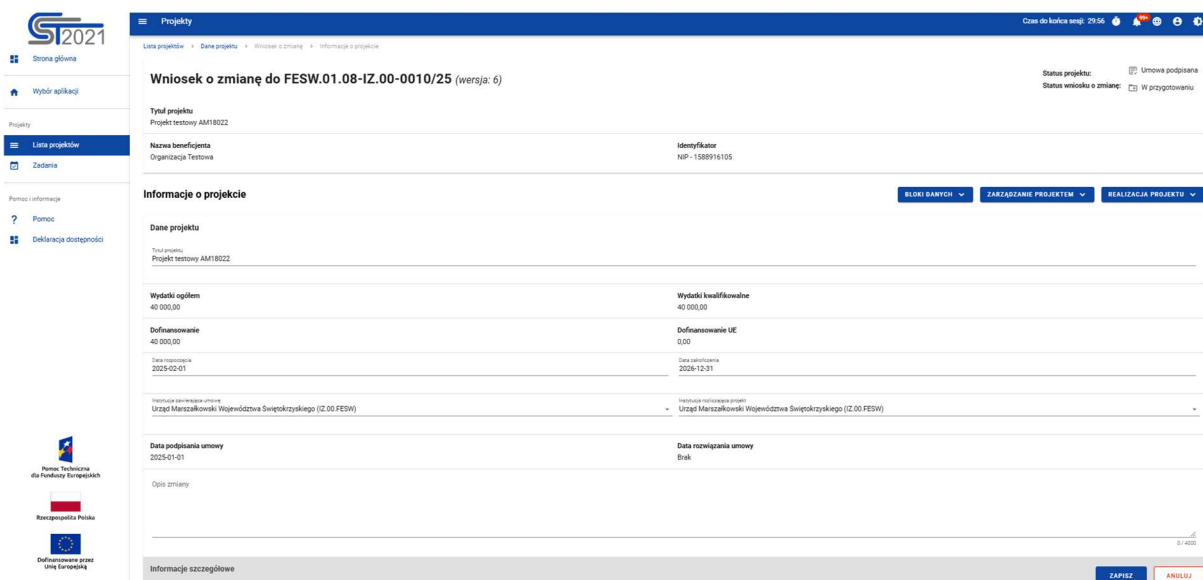 CST2021
Projekty
Czas do końca sesji: 29:56
99+
Strona główna
Wybór aplikacji
Projekty
Lista projektów
Zadania
Pomoc i informacje
? Pomoc
Deklaracja dostępności
Lista projektów > Dane projektu > Wniosek o zmianę > Informacje o projekcie
Wniosek o zmianę do FESW.01.08-IZ.00-0010/25 (wersja: 6)
Status projektu: Umowa podpisana
Status wniosku o zmianę: W przygotowaniu
Tytuł projektu
Projekt testowy AM18022
Nazwa beneficjenta
Organizacja Testowa
Identyfikator
NIP - 1588916105
Informacje o projekcie
BLOKI DANYCH
ZARZĄDZANIE PROJEKTEM
REALIZACJA PROJEKTU
Dane projektu
Tytuł projektu
Projekt testowy AM18022
Wydatki ogółem
40 000,00
Wydatki kwalifikowalne
40 000,00
Dofinansowanie
40 000,00
Dofinansowanie UE
0,00
Data rozpoczęcia
2025-02-01
Data zakończenia
2026-12-31
Instytucja zawierająca umowę
Urząd Marszałkowski Województwa Świętokrzyskiego (IZ.00.FESW)
Instytucja rozliczająca projekt
Urząd Marszałkowski Województwa Świętokrzyskiego (IZ.00.FESW)
Data podpisania umowy
2025-01-01
Data rozwiązania umowy
Brak
Opis zmiany
0 / 4000
Informacje szczegółowe
ZAPISZ
ANULUJ
Pomoc Techniczna
dla Funduszy Europejskich
Rzeczpospolita Polska
Dofinansowane przez
Unię Europejską